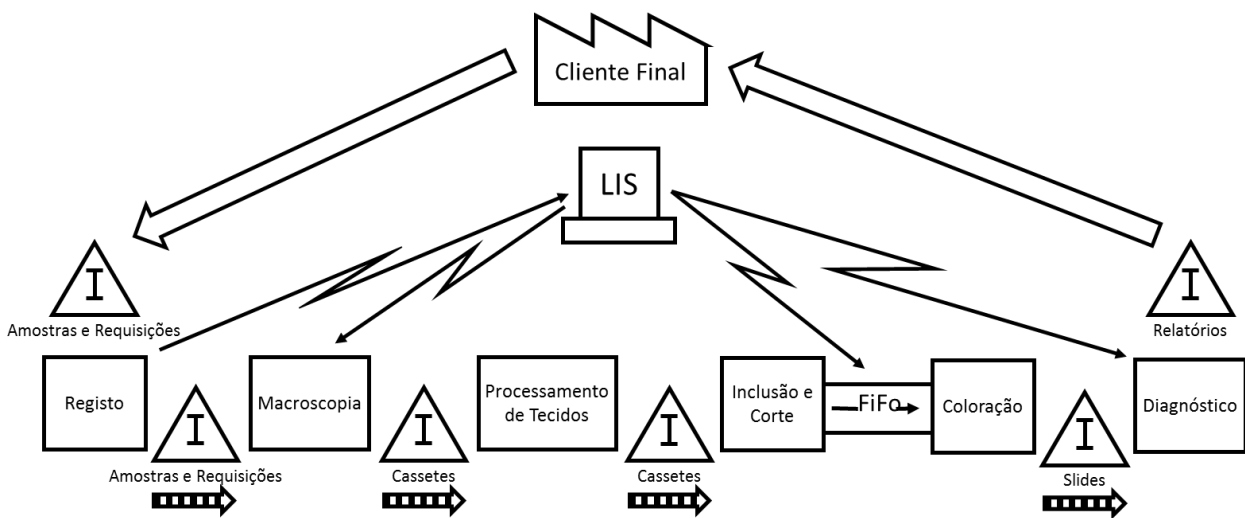 Cliente Final
LIS
I
Amostras e Requisições
I
Relatórios
Registo
I
Amostras e Requisições
Macroscopia
I
Cassetes
Processamento
de Tecidos
I
Cassetes
Inclusão e
Corte
FiFo
Coloração
I
Slides
Diagnóstico